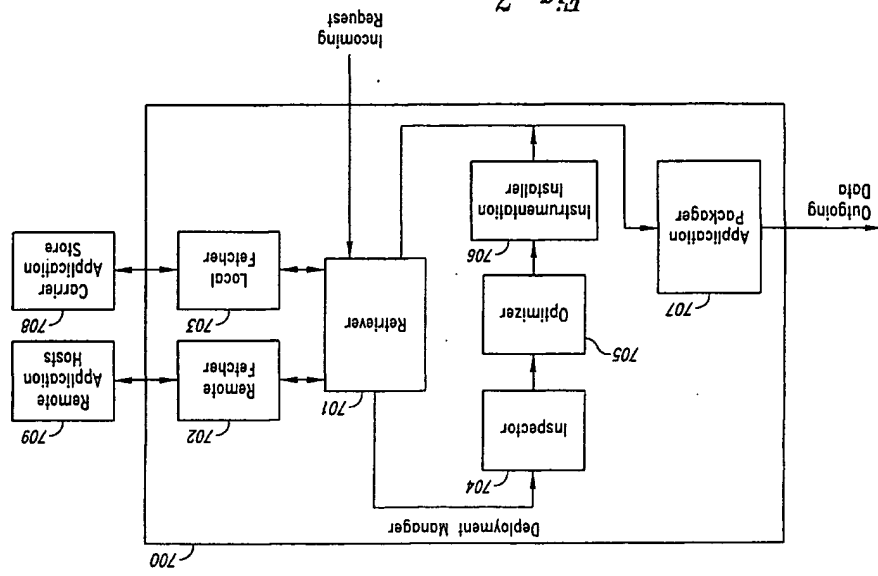 700
Deployment Manager
704
Inspector
701
Retriever
702
Remote
Fetcher
709
Remote
Application
Hosts
705
Optimizer
703
Local
Fetcher
708
Carrier
Application
Store
707
Application
Packager
706
Instrumentation
Installer
Outgoing
Data
Incoming
Request
Fig. 7